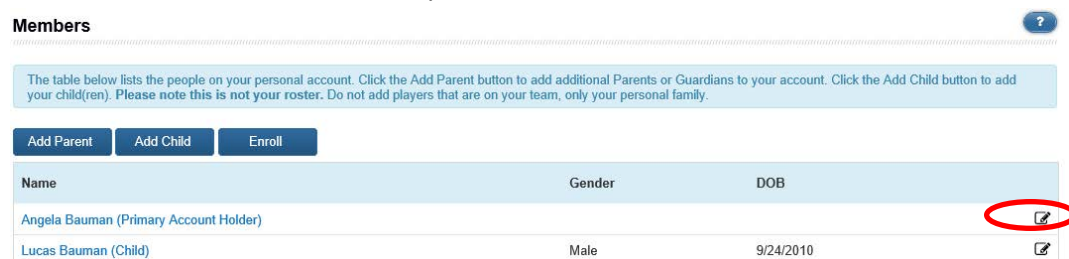 Members ?
The table below lists the people on your personal account. Click the Add Parent button to add additional Parents or Guardians to your account. Click the Add Child button to add
your child(ren). Please note this is not your roster. Do not add players that are on your team, only your personal family.
Add Parent Add Child Enroll
Name Gender DOB
Angela Bauman (Primary Account Holder)
Lucas Bauman (Child) Male 9/24/2010